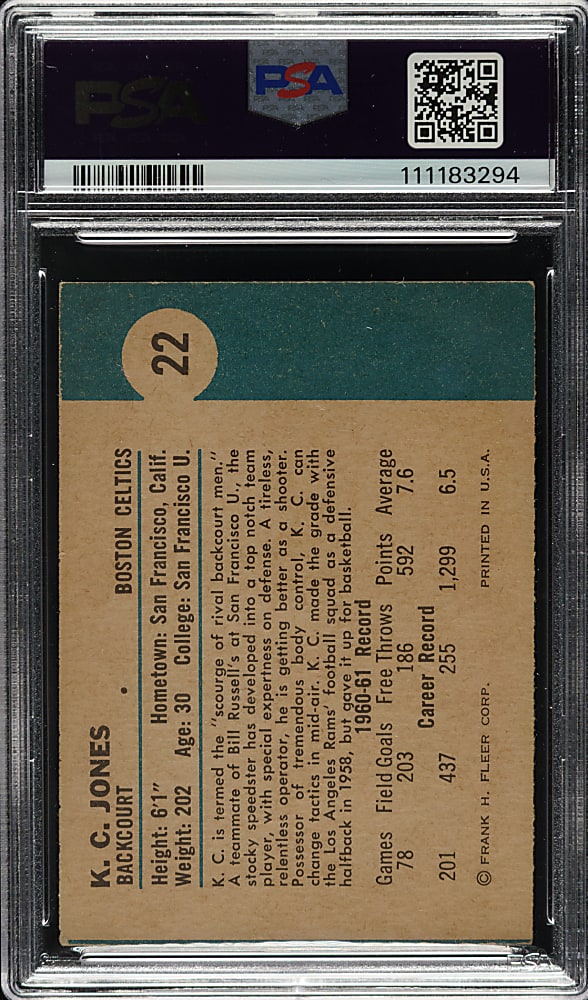 PSA
PSA
111183294
22
K. C. JONES
BACKCOURT • BOSTON CELTICS
Height: 6'1" Hometown: San Francisco, Calif.
Weight: 202 Age: 30 College: San Francisco U.
K. C. is termed the "scourge of rival backcourt men."
A teammate of Bill Russell's at San Francisco U., the
stocky speedster has developed into a top notch team
player, with special expertness on defense. A tireless,
relentless operator, he is getting better as a shooter.
Possessor of tremendous body control, K. C. can
change tactics in mid-air. K. C. made the grade with
the Los Angeles Rams' football squad as a defensive
halfback in 1958, but gave it up for basketball.
1960-61 Record
Games Field Goals Free Throws Points Average
78 203 186 592 7.6
Career Record
201 437 255 1,299 6.5
© FRANK H. FLEER CORP. PRINTED IN U.S.A.
PSA